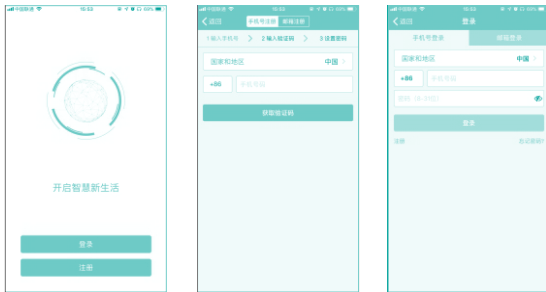 中国联通 10:53 69%
开启智慧新生活
登录
注册
中国联通 10:53 69%
返回 手机号注册 邮箱注册
1 输入手机号 > 2 输入验证码 > 3 设置密码
国家和地区 中国 >
+86 手机号码
获取验证码
中国联通 10:53 69%
返回 登录
手机号登录 邮箱登录
国家和地区 中国 >
+86 手机号码
登录
注册 忘记密码?